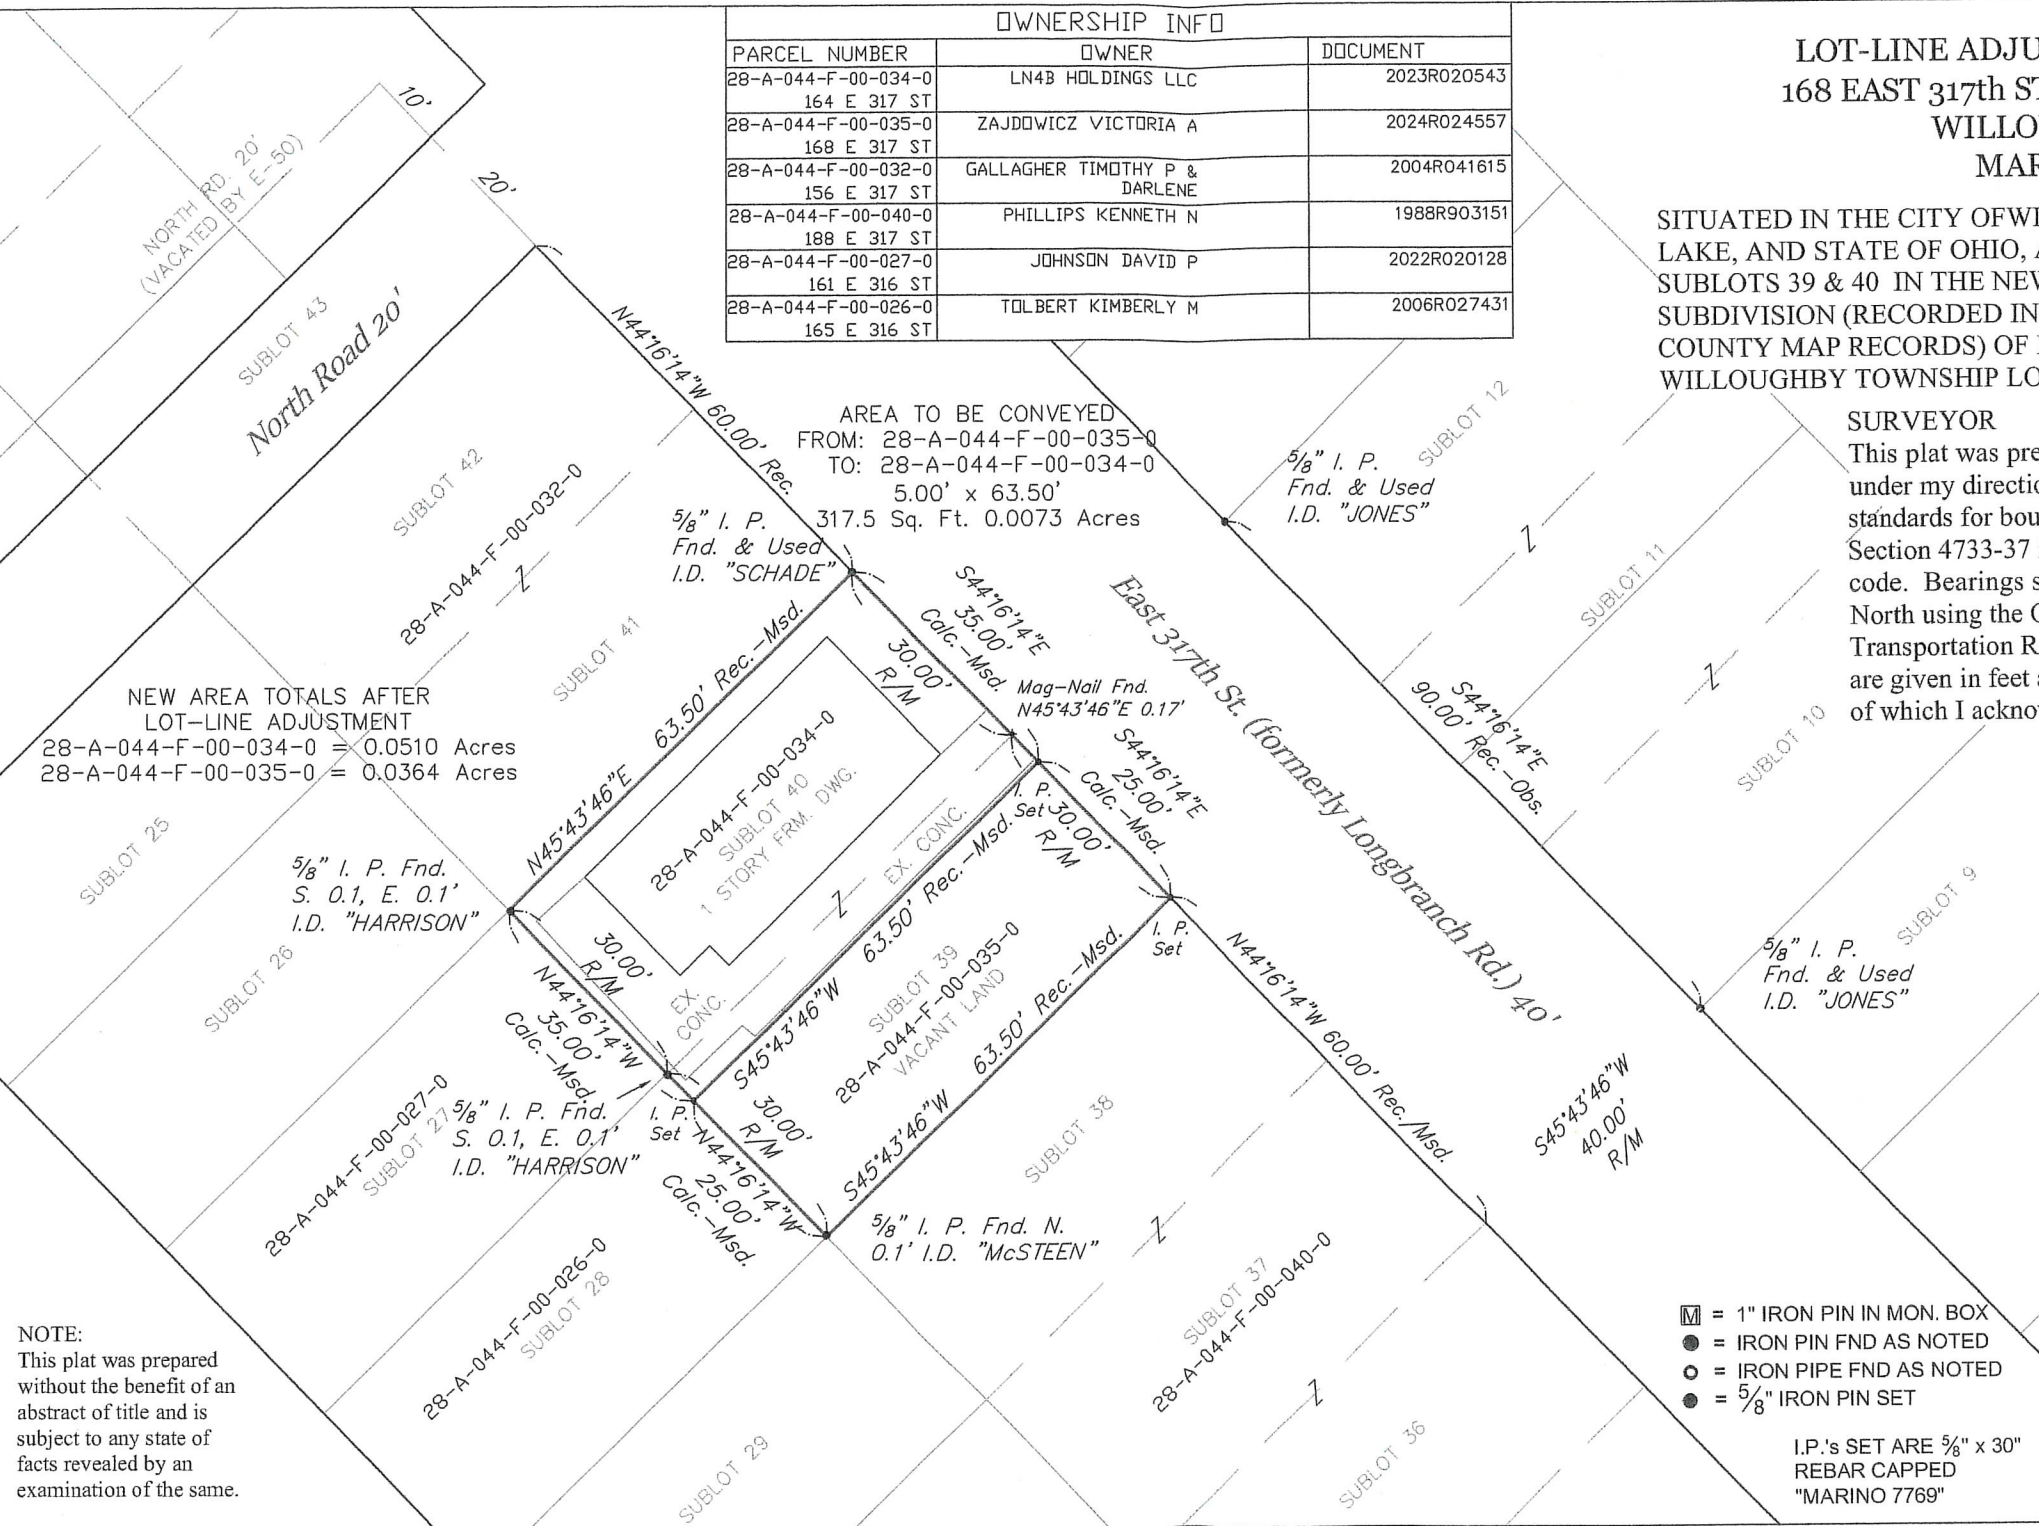 OWNERSHIP INFO
PARCEL NUMBER OWNER DOCUMENT
28-A-044-F-00-034-0 LN4B HOLDINGS LLC 2023R020543
164 E 317 ST
28-A-044-F-00-035-0 ZAJDOWICZ VICTORIA A 2024R024557
168 E 317 ST
28-A-044-F-00-032-0 GALLAGHER TIMOTHY P & 2004R041615
156 E 317 ST DARLENE
28-A-044-F-00-040-0 PHILLIPS KENNETH N 1988R903151
188 E 317 ST
28-A-044-F-00-027-0 JOHNSON DAVID P 2022R020128
161 E 316 ST
28-A-044-F-00-026-0 TOLBERT KIMBERLY M 2006R027431
165 E 316 ST
LOT-LINE ADJU
168 EAST 317th ST
WILLO
MAR
SITUATED IN THE CITY OFWI
LAKE, AND STATE OF OHIO, A
SUBLOTS 39 & 40 IN THE NEW
SUBDIVISION (RECORDED IN
COUNTY MAP RECORDS) OF
WILLOUGHBY TOWNSHIP LO
SURVEYOR
This plat was pre
under my directio
standards for bou
Section 4733-37
code. Bearings s
North using the
Transportation R
are given in feet a
of which I ackno
10'
20'
NORTH RD. 20'
(VACATED BY E-50)
SUBLOT 43
North Road 20'
N44°16'14"W 60.00' Rec.
SUBLOT 42
28-A-044-F-00-032-0
Z
SUBLOT 41
AREA TO BE CONVEYED
FROM: 28-A-044-F-00-035-0
TO: 28-A-044-F-00-034-0
5.00' x 63.50'
317.5 Sq. Ft. 0.0073 Acres
5/8" I. P.
Fnd. & Used
I.D. "SCHADE"
5/8" I. P.
Fnd. & Used
I.D. "JONES"
SUBLOT 12
Z
SUBLOT 11
Z
SUBLOT 10
SUBLOT 9
S44°16'14"E
35.00'
Calc.-Msd.
30.00'
R/M
Mag-Nail Fnd.
N45°43'46"E 0.17'
S44°16'14"E
25.00'
Calc.-Msd.
I. P.
Set
30.00'
R/M
East 317th St. (formerly Longbranch Rd.) 40'
S44°16'14"E
90.00' Rec.-Obs.
NEW AREA TOTALS AFTER
LOT-LINE ADJUSTMENT
28-A-044-F-00-034-0 = 0.0510 Acres
28-A-044-F-00-035-0 = 0.0364 Acres
N45°43'46"E 63.50' Rec.-Msd.
28-A-044-F-00-034-0
SUBLOT 40
1 STORY FRM. DWG.
EX. CONC.
Z
S45°43'46"W 63.50' Rec.-Msd.
SUBLOT 39
28-A-044-F-00-035-0
VACANT LAND
S45°43'46"W 63.50' Rec.-Msd.
I. P.
Set
N44°16'14"W 60.00' Rec./Msd.
5/8" I. P.
Fnd. & Used
I.D. "JONES"
S45°43'46"W
40.00'
R/M
SUBLOT 25
SUBLOT 26
5/8" I. P. Fnd.
S. 0.1, E. 0.1'
I.D. "HARRISON"
30.00'
R/M
N44°16'14"W
35.00'
Calc.-Msd.
EX.
CONC.
28-A-044-F-00-027-0
SUBLOT 27
5/8" I. P. Fnd.
S. 0.1, E. 0.1'
I.D. "HARRISON"
I. P.
Set
30.00'
R/M
N44°16'14"W
25.00'
Calc.-Msd.
5/8" I. P. Fnd. N.
0.1' I.D. "McSTEEN"
SUBLOT 38
Z
28-A-044-F-00-026-0
SUBLOT 28
SUBLOT 29
SUBLOT 37
28-A-044-F-00-040-0
Z
SUBLOT 36
NOTE:
This plat was prepared
without the benefit of an
abstract of title and is
subject to any state of
facts revealed by an
examination of the same.
M = 1" IRON PIN IN MON. BOX
= IRON PIN FND AS NOTED
= IRON PIPE FND AS NOTED
= 5/8" IRON PIN SET
I.P.'s SET ARE 5/8" x 30"
REBAR CAPPED
"MARINO 7769"